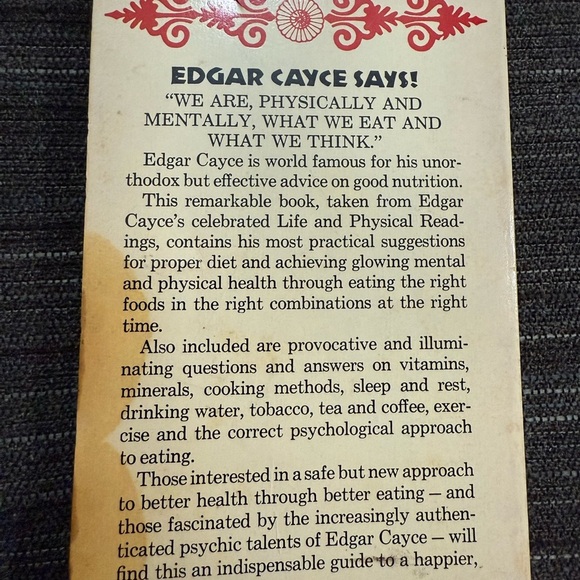 EDGAR CAYCE SAYS!
“WE ARE, PHYSICALLY AND
MENTALLY, WHAT WE EAT AND
WHAT WE THINK.”
Edgar Cayce is world famous for his unor-
thodox but effective advice on good nutrition.
This remarkable book, taken from Edgar
Cayce’s celebrated Life and Physical Read-
ings, contains his most practical suggestions
for proper diet and achieving glowing mental
and physical health through eating the right
foods in the right combinations at the right
time.
Also included are provocative and illumi-
nating questions and answers on vitamins,
minerals, cooking methods, sleep and rest,
drinking water, tobacco, tea and coffee, exer-
cise and the correct psychological approach
to eating.
Those interested in a safe but new approach
to better health through better eating — and
those fascinated by the increasingly authen-
ticated psychic talents of Edgar Cayce — will
find this an indispensable guide to a happier,